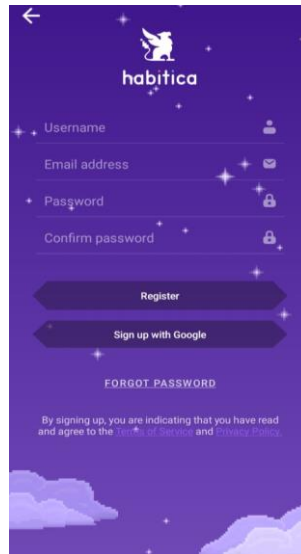 habitica
Username
Email address
Password
Confirm password
Register
Sign up with Google
FORGOT PASSWORD
By signing up, you are indicating that you have read
and agree to the Terms of Service and Privacy Policy.